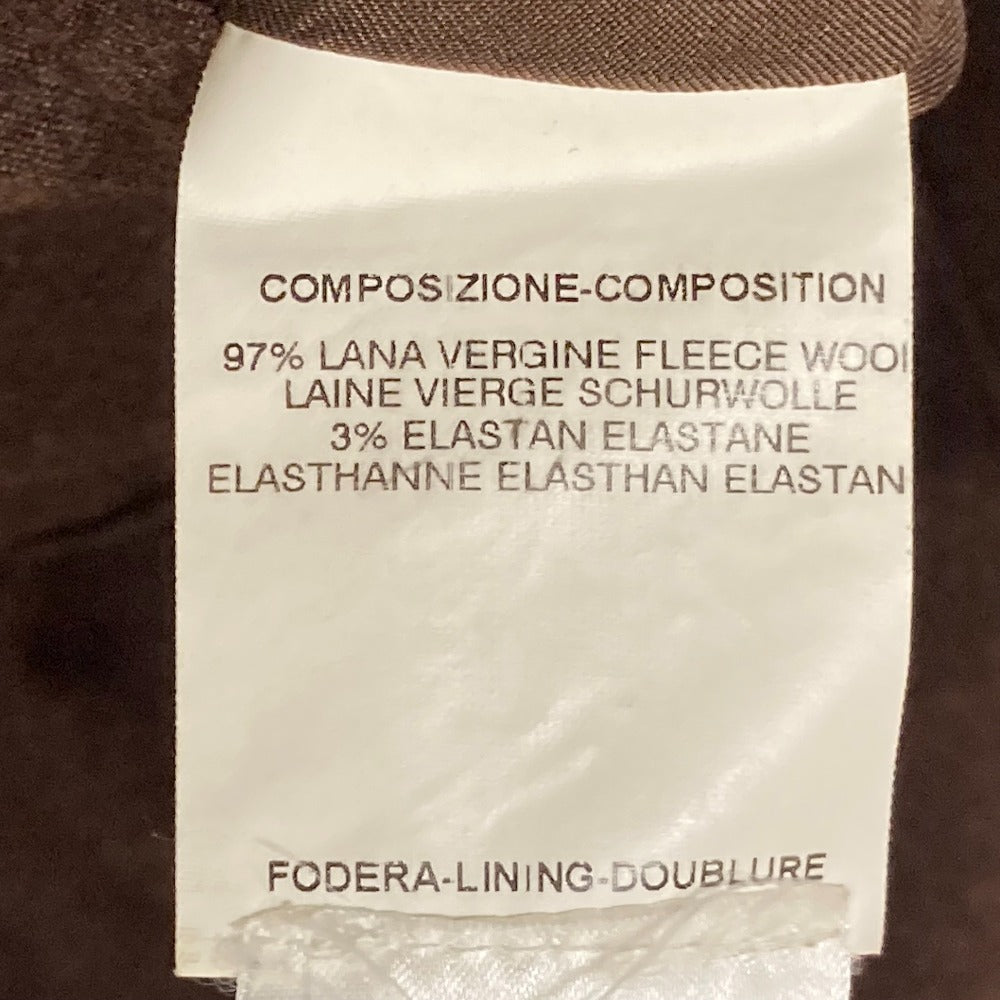 COMPOSIZIONE-COMPOSITION
97% LANA VERGINE FLEECE WOOL
LAINE VIERGE SCHURWOLLE
3% ELASTAN ELASTANE
ELASTHANNE ELASTHAN ELASTAN
FODERA-LINING-DOUBLURE